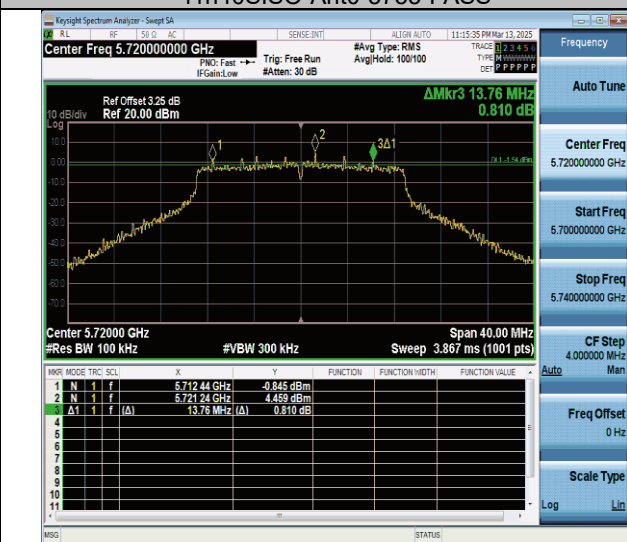 Keysight Spectrum Analyzer - Swept SA
RL RF 50 Ω AC SENSE:INT ALIGN AUTO 11:15:35 PM Mar 13, 2025
Center Freq 5.720000000 GHz
PNO: Fast
IFGain:Low
Trig: Free Run
#Atten: 30 dB
#Avg Type: RMS
Avg|Hold: 100/100
TRACE 1 2 3 4 5 6
TYPE M WWWWW
DET P P P P P P
Ref Offset 3.25 dB
10 dB/div Ref 20.00 dBm
Log
ΔMkr3 13.76 MHz
0.810 dB
10.0
0.00
-10.0
-20.0
-30.0
-40.0
-50.0
-60.0
-70.0
1
2
3Δ1
DL1 -1.54 dBm
Center 5.72000 GHz Span 40.00 MHz
#Res BW 100 kHz #VBW 300 kHz Sweep 3.867 ms (1001 pts)
MKR MODE TRC SCL X Y FUNCTION FUNCTION WIDTH FUNCTION VALUE
1 N 1 f 5.712 44 GHz -0.845 dBm
2 N 1 f 5.721 24 GHz 4.459 dBm
3 Δ1 1 f (Δ) 13.76 MHz (Δ) 0.810 dB
4
5
6
7
8
9
10
11
MSG STATUS
Frequency
Auto Tune
Center Freq
5.720000000 GHz
Start Freq
5.700000000 GHz
Stop Freq
5.740000000 GHz
CF Step
4.000000 MHz
Auto Man
Freq Offset
0 Hz
Scale Type
Log Lin